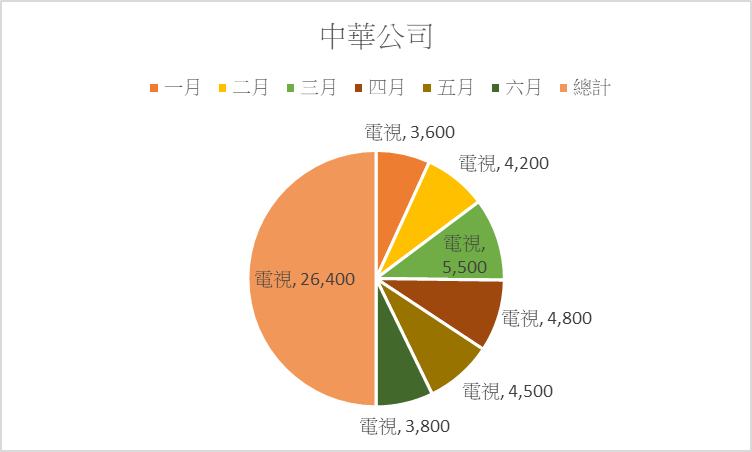 中華公司
一月 二月 三月 四月 五月 六月 總計
電視, 3,600
電視, 4,200
電視,
5,500
電視, 26,400
電視, 4,800
電視, 4,500
電視, 3,800